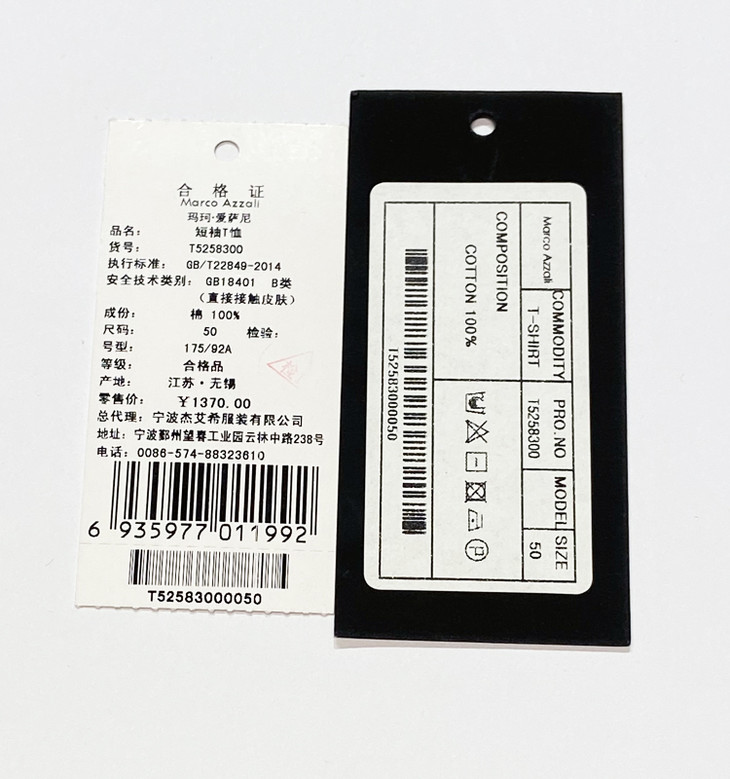 合 格 证
Marco Azzali
玛珂·爱萨尼
品名: 短袖T恤
货号: T5258300
执行标准: GB/T22849-2014
安全技术类别: GB18401 B类
(直接接触皮肤)
成份: 棉 100%
尺码: 50 检验:
号型: 175/92A
等级: 合格品
产地: 江苏·无锡
零售价: ￥1370.00
总代理: 宁波杰艾希服装有限公司
地址: 宁波鄞州望春工业园云林中路238号
电话: 0086-574-88323610
6 935977 011992
T52583000050
Marco Azzali
COMMODITY PRO.:NO MODEL SIZE
T-SHIRT T5258300 50
COMPOSITION
COTTON 100%
P
T52583000050